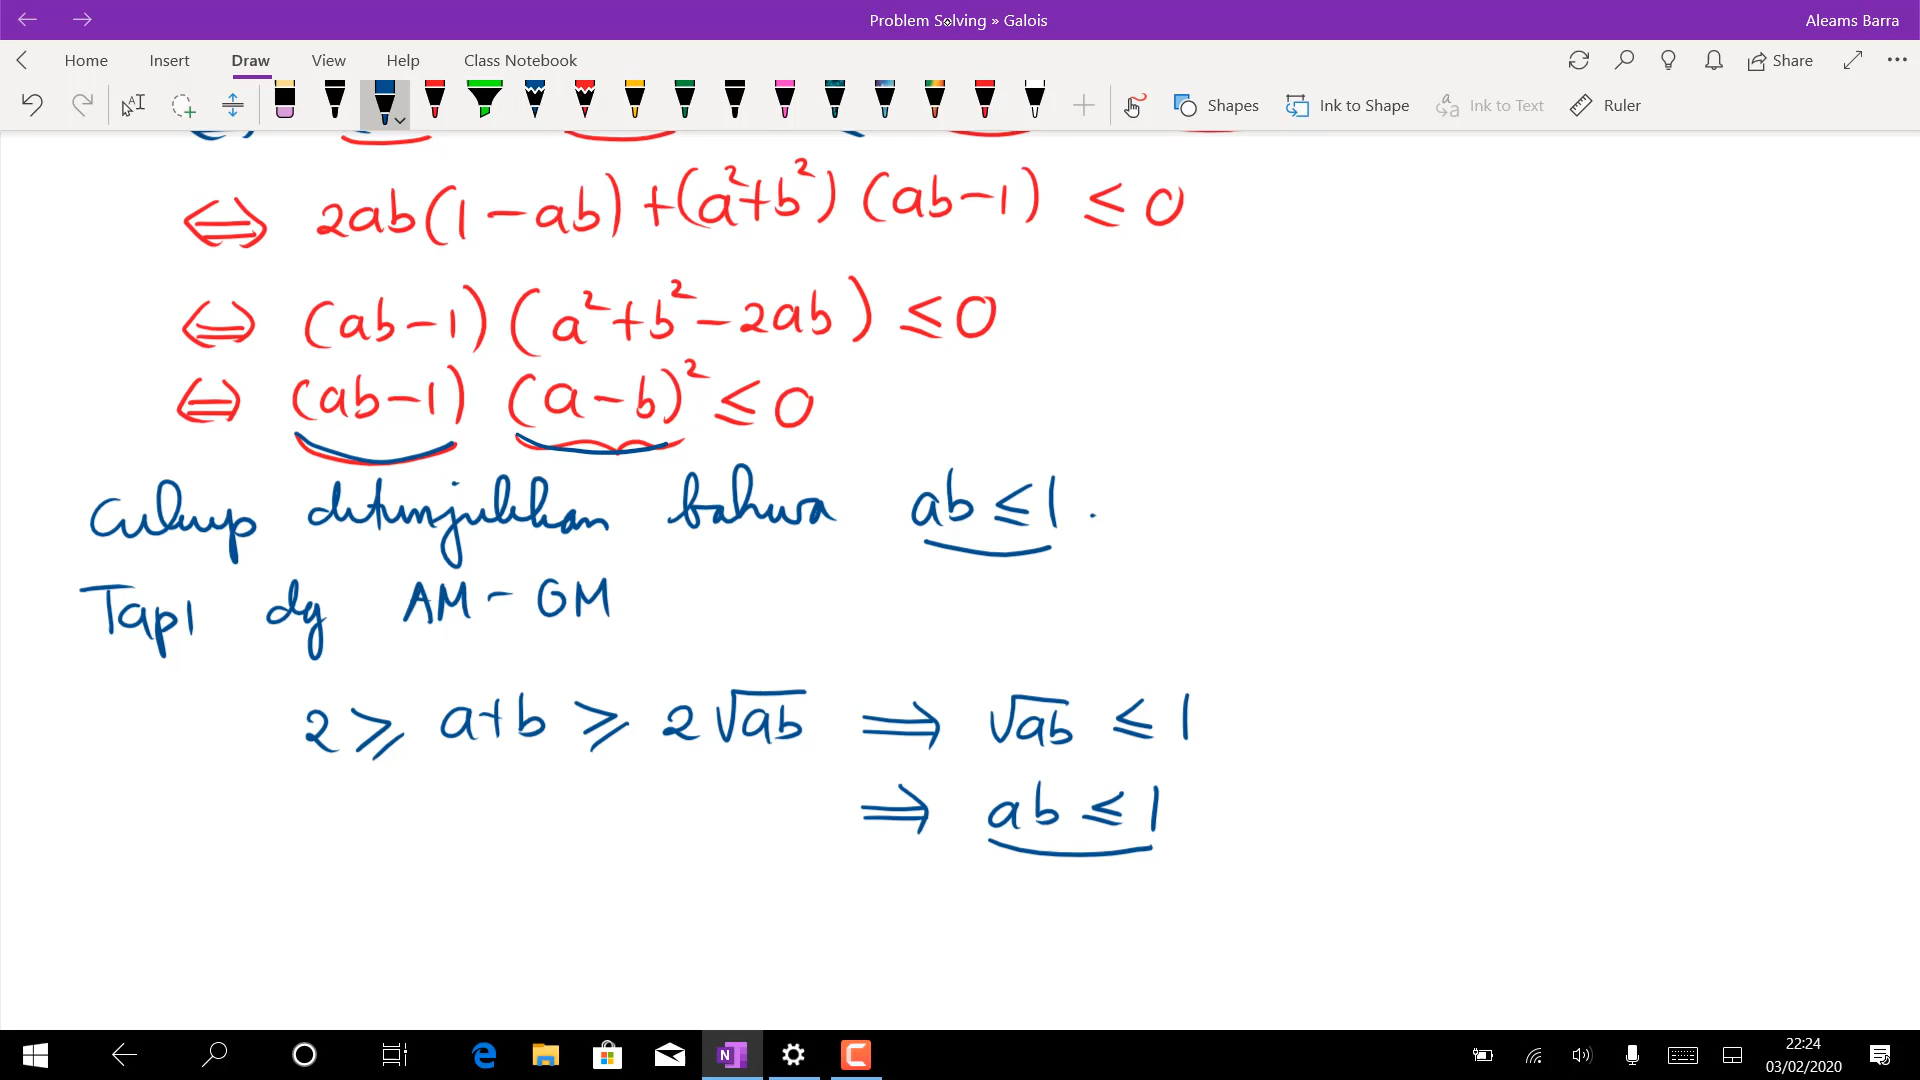 Problem Solving » Galois
Aleams Barra
Home Insert Draw View Help Class Notebook
Share
Shapes Ink to Shape Ink to Text Ruler
⇔ 2ab(1-ab)+(a²+b²)(ab-1) ≤ 0
⇔ (ab-1)(a²+b²-2ab) ≤ 0
⇔ (ab-1)(a-b)² ≤ 0
Cukup ditunjukkan bahwa ab ≤ 1.
Tapi dg AM-GM
2 ≥ a+b ≥ 2√ab ⇒ √ab ≤ 1
⇒ ab ≤ 1
22:24
03/02/2020